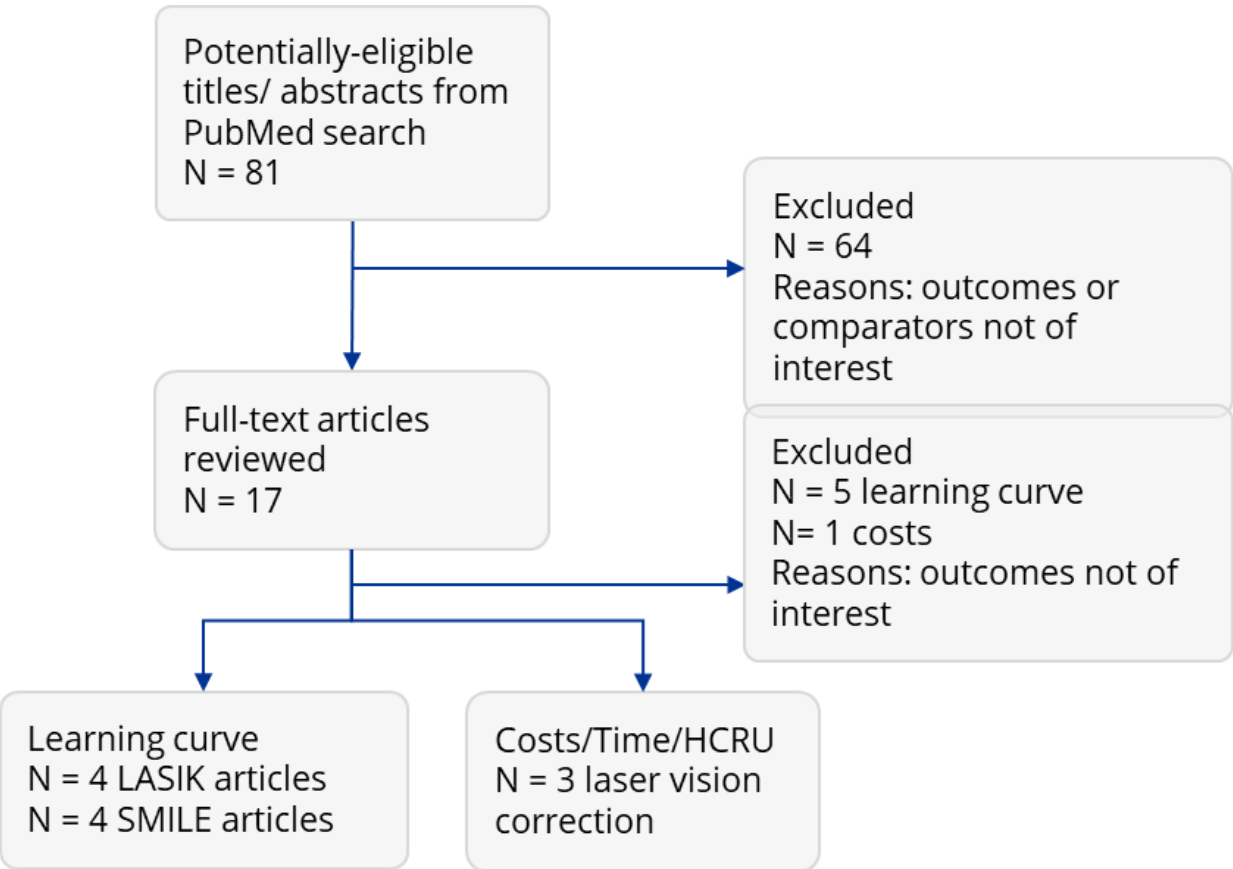 Potentially-eligible
titles/ abstracts from
PubMed search
N = 81
Excluded
N = 64
Reasons: outcomes or
comparators not of
interest
Full-text articles
reviewed
N = 17
Excluded
N = 5 learning curve
N= 1 costs
Reasons: outcomes not of
interest
Learning curve
N = 4 LASIK articles
N = 4 SMILE articles
Costs/Time/HCRU
N = 3 laser vision
correction